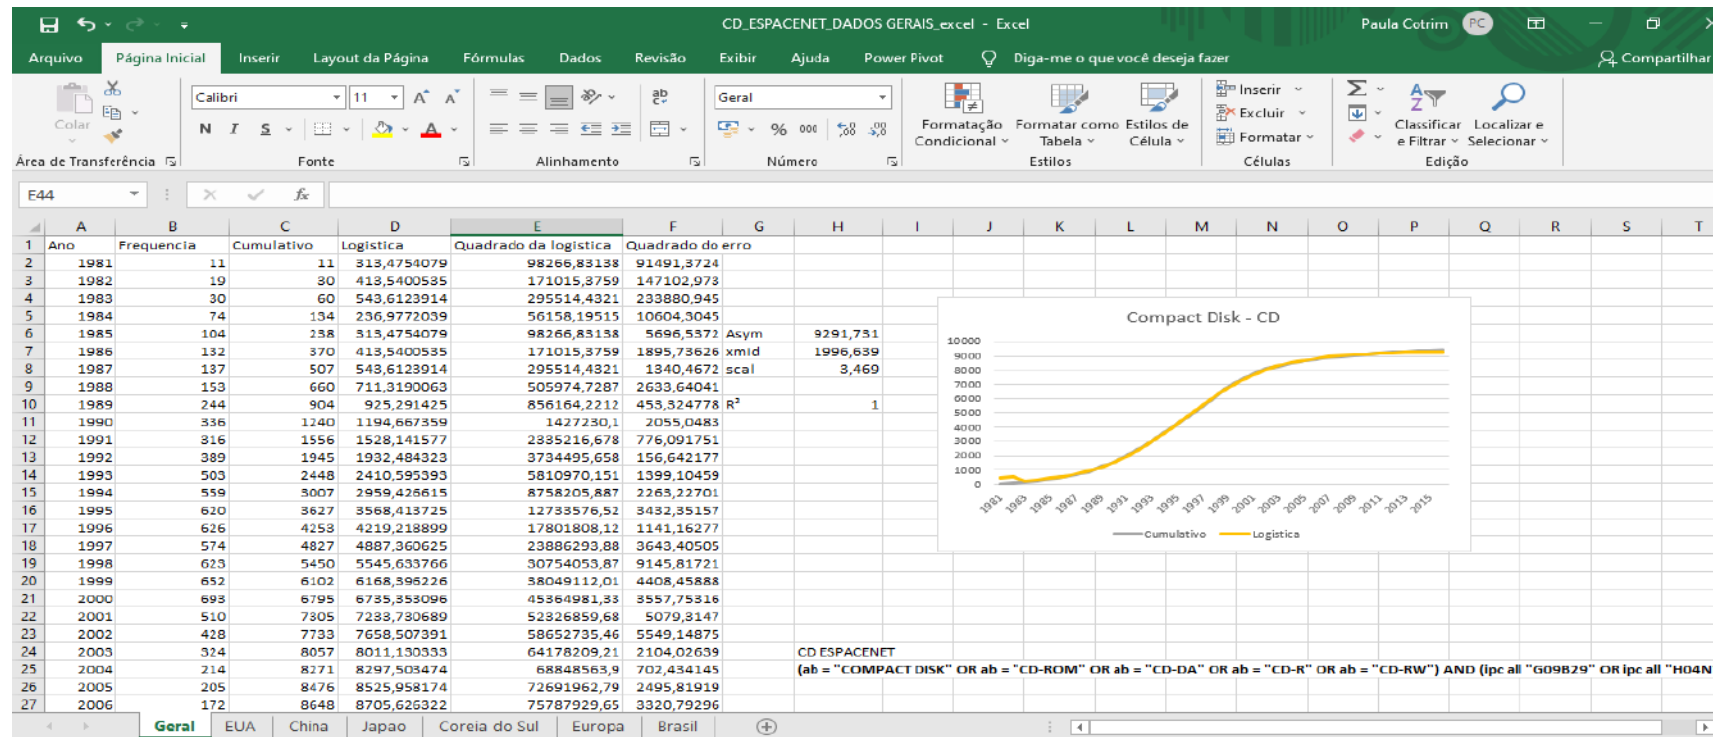 CD_ESPACENET_DADOS GERAIS_excel - Excel
Paula Cotrim PC
Arquivo Página Inicial Inserir Layout da Página Fórmulas Dados Revisão Exibir Ajuda Power Pivot Diga-me o que você deseja fazer Compartilhar
Colar Calibri 11 Geral
N I S % 000
Formatação Condicional Formatar como Tabela Estilos de Célula
Inserir
Excluir
Formatar
Classificar e Filtrar Localizar e Selecionar
Área de Transferência Fonte Alinhamento Número Estilos Células Edição
E44 fx
A B C D E F G H I J K L M N O P Q R S T
1 Ano Frequencia Cumulativo Logistica Quadrado da logistica Quadrado do erro
2 1981 11 11 313,4754079 98266,83138 91491,3724
3 1982 19 30 413,5400535 171015,3759 147102,973
4 1983 30 60 543,6123914 295514,4321 233880,945
5 1984 74 134 236,9772039 56158,19515 10604,3045
6 1985 104 238 313,4754079 98266,83138 5696,5372 Asym 9291,731
7 1986 132 370 413,5400535 171015,3759 1895,73626 xmid 1996,639
8 1987 137 507 543,6123914 295514,4321 1340,4672 scal 3,469
9 1988 153 660 711,3190063 505974,7287 2633,64041
10 1989 244 904 925,291425 856164,2212 453,324778 R² 1
11 1990 336 1240 1194,667359 1427230,1 2055,0483
12 1991 316 1556 1528,141577 2335216,678 776,091751
13 1992 389 1945 1932,484323 3734495,658 156,642177
14 1993 503 2448 2410,595393 5810970,151 1399,10459
15 1994 559 3007 2959,426615 8758205,887 2263,22701
16 1995 620 3627 3568,413725 12733576,52 3432,35157
17 1996 626 4253 4219,218899 17801808,12 1141,16277
18 1997 574 4827 4887,360625 23886293,88 3643,40505
19 1998 623 5450 5545,633766 30754053,87 9145,81721
20 1999 652 6102 6168,396226 38049112,01 4408,45888
21 2000 693 6795 6735,353096 45364981,33 3557,75316
22 2001 510 7305 7233,730689 52326859,68 5079,3147
23 2002 428 7733 7658,507391 58652735,46 5549,14875
24 2003 324 8057 8011,130333 64178209,21 2104,02639 CD ESPACENET
25 2004 214 8271 8297,503474 68848563,9 702,434145 (ab = "COMPACT DISK" OR ab = "CD-ROM" OR ab = "CD-DA" OR ab = "CD-R" OR ab = "CD-RW") AND (ipc all "G09B29" OR ipc all "H04N
26 2005 205 8476 8525,958174 72691962,79 2495,81919
27 2006 172 8648 8705,626322 75787929,65 3320,79296
Compact Disk - CD
10000
9000
8000
7000
6000
5000
4000
3000
2000
1000
0
1981 1983 1985 1987 1989 1991 1993 1995 1997 1999 2001 2003 2005 2007 2009 2011 2013 2015
Cumulativo Logistica
Geral EUA China Japao Coreia do Sul Europa Brasil